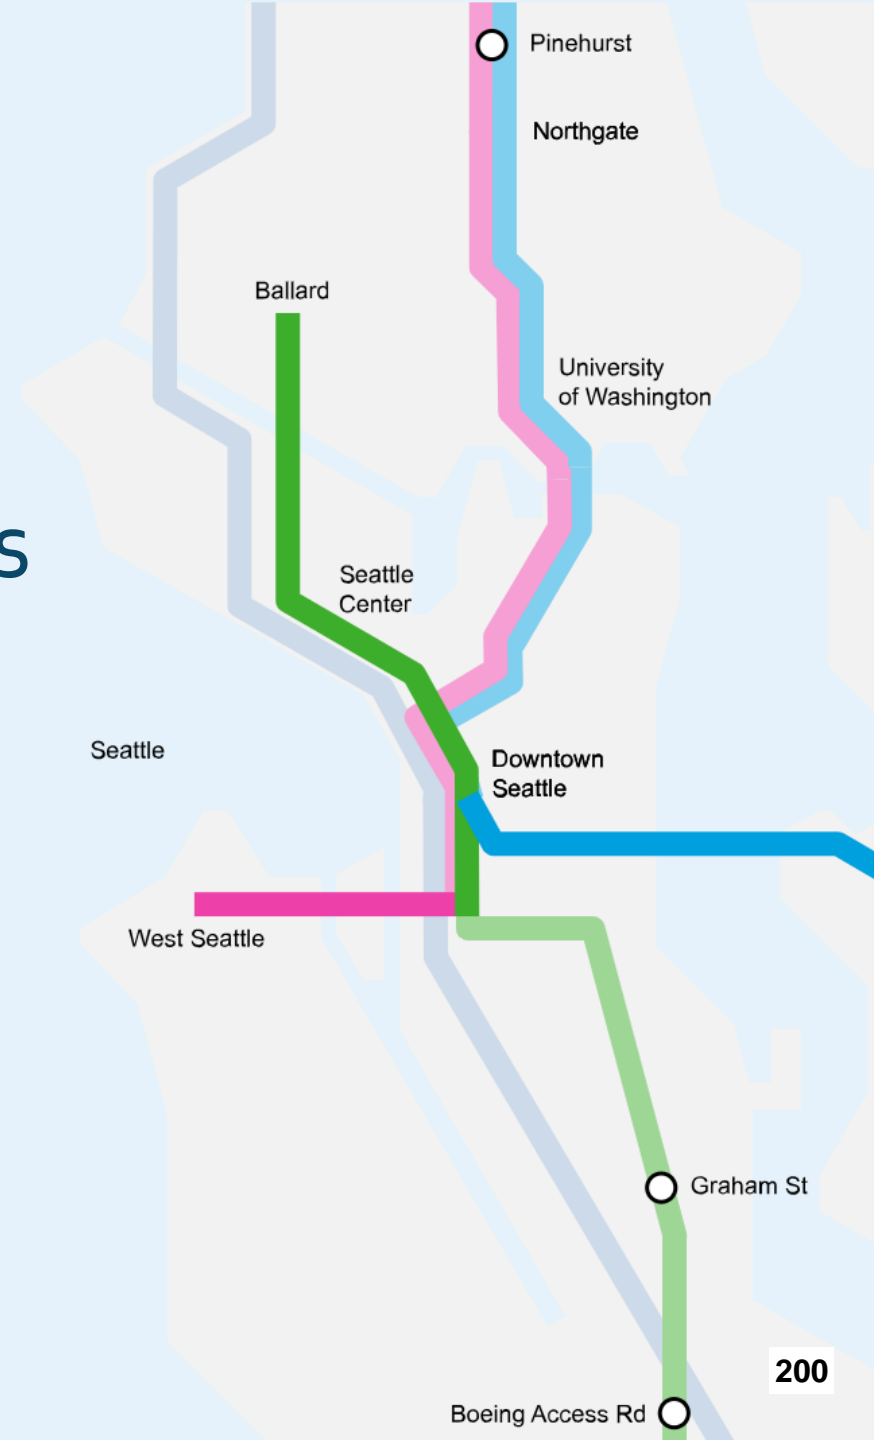 Pinehurst
Northgate
Ballard
University
of Washington
s
Seattle
Center
Seattle
Downtown
Seattle
West Seattle
Graham St
200
Boeing Access Rd